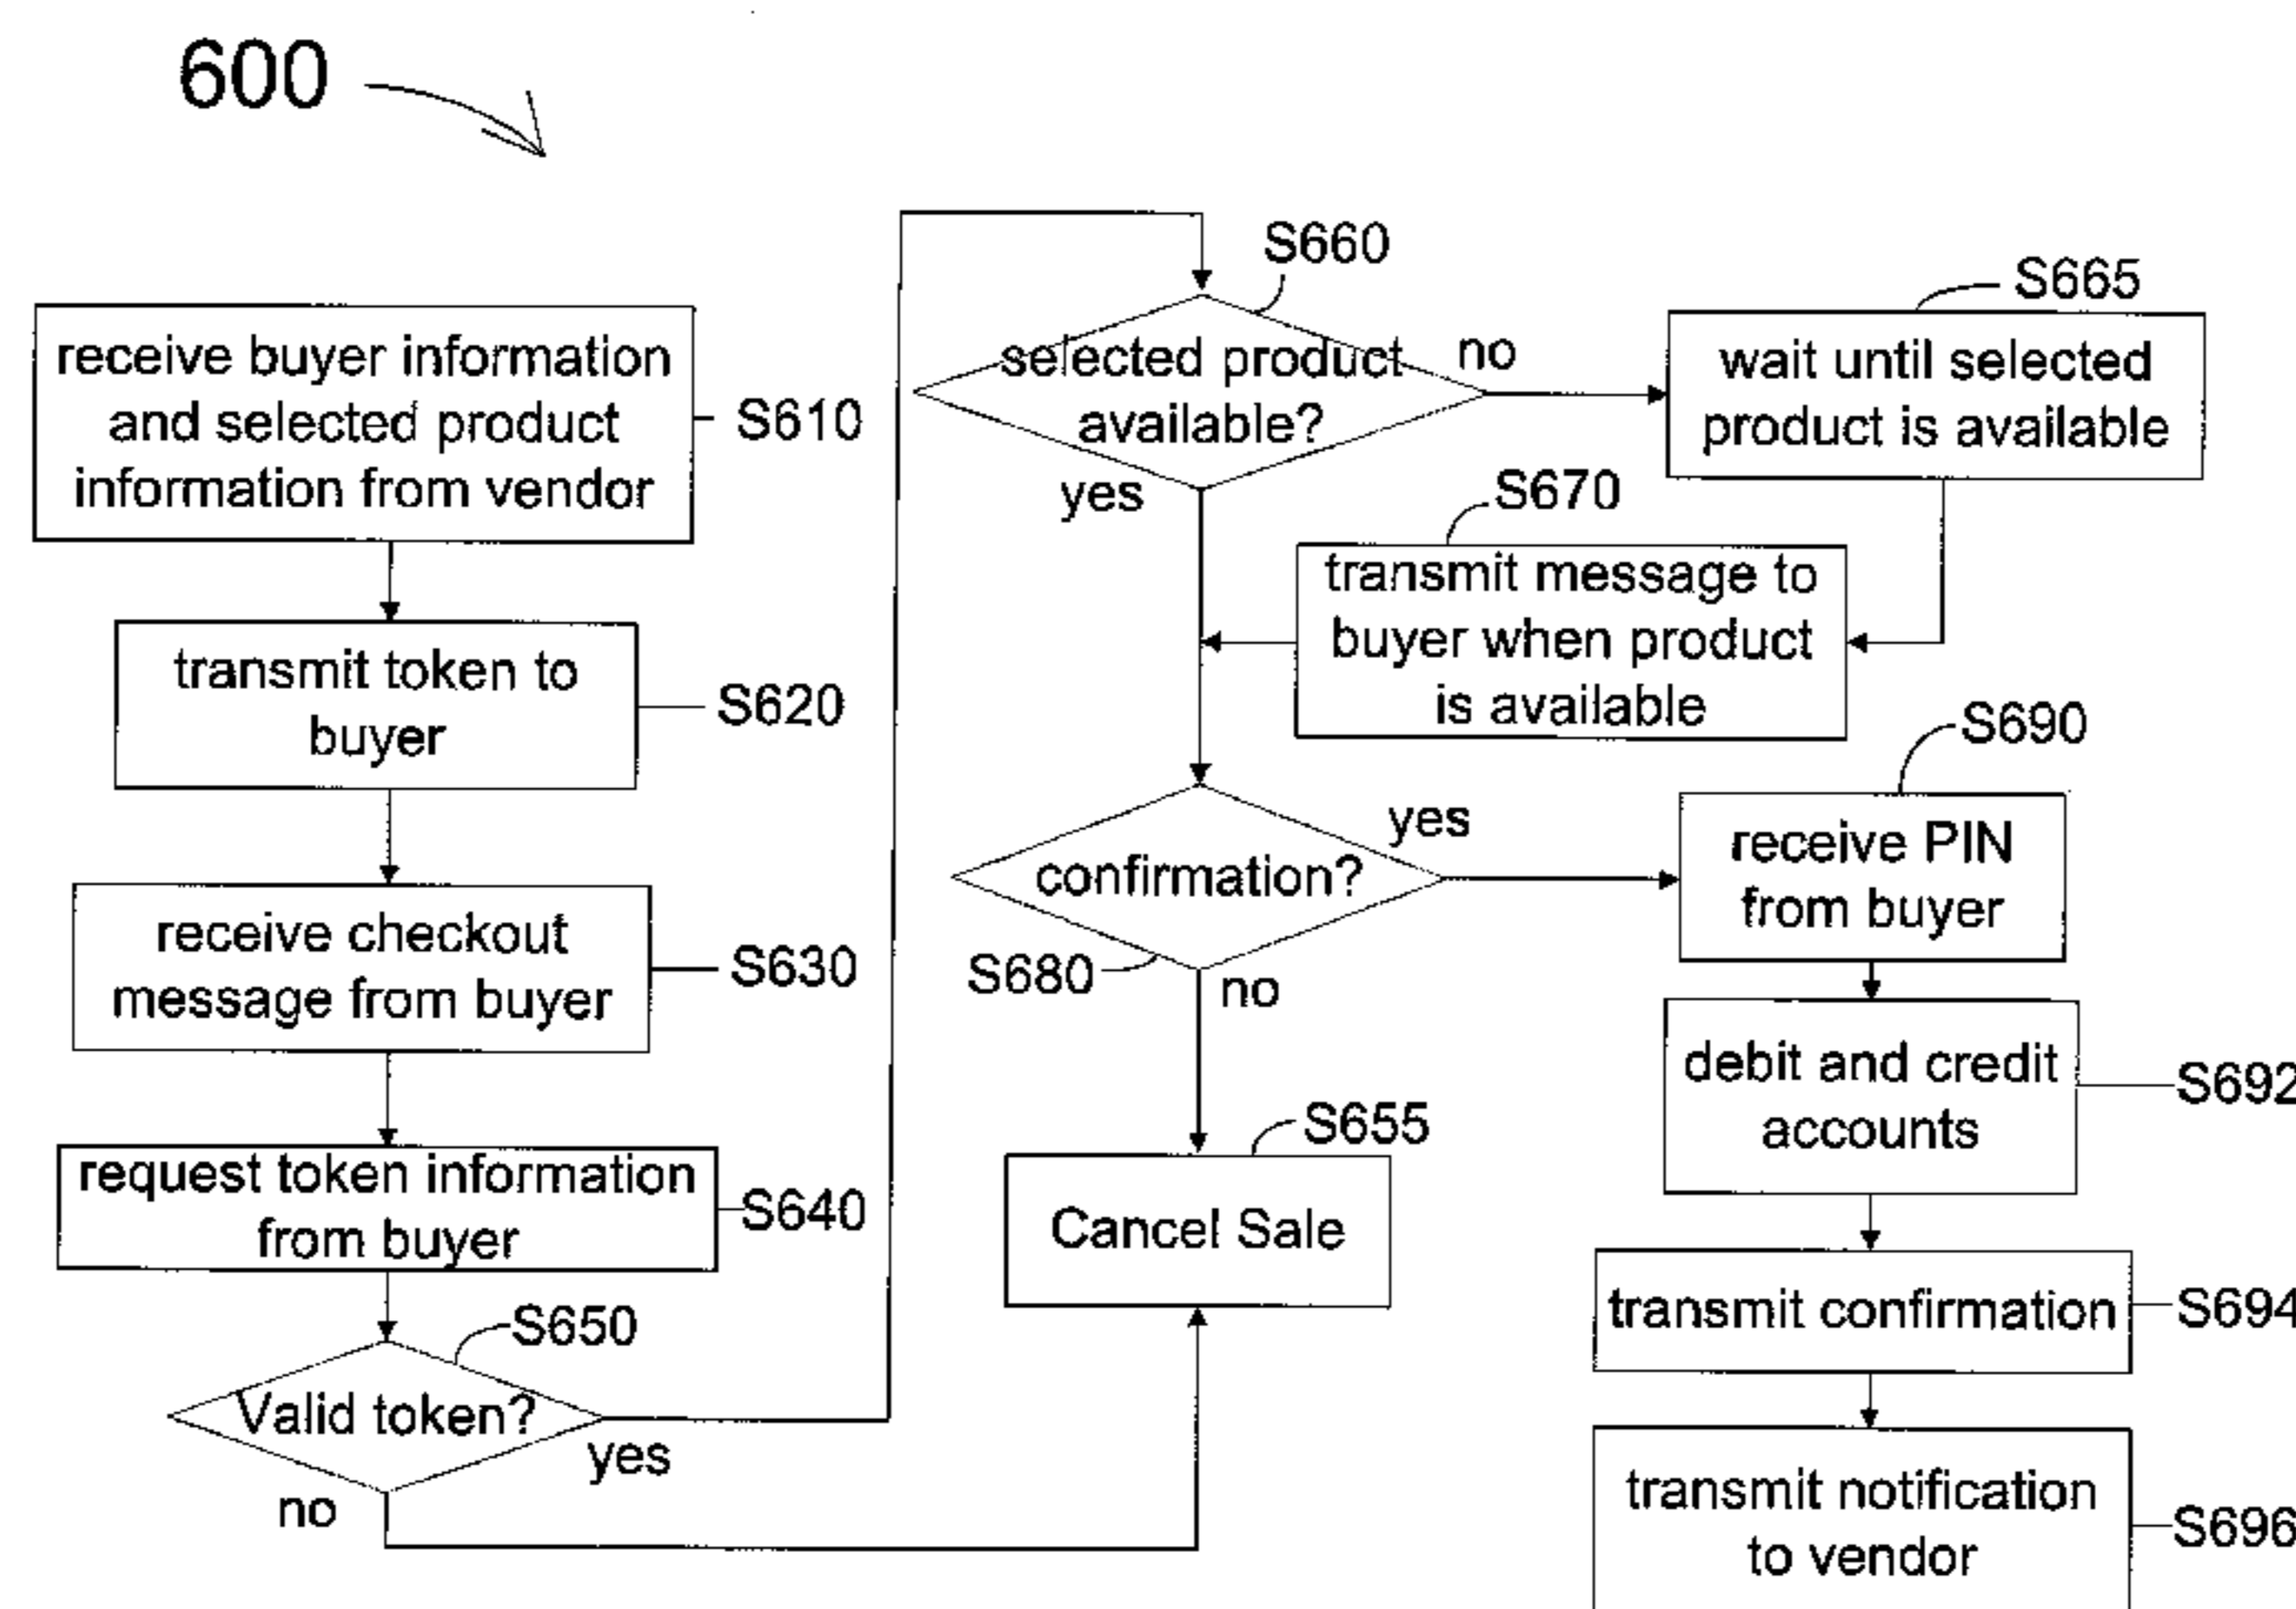 600
receive buyer information
and selected product
information from vendor
S610
transmit token to
buyer
S620
receive checkout
message from buyer
S630
request token information
from buyer
S640
S650
Valid token?
yes
no
S660
selected product
available?
no
yes
S665
wait until selected
product is available
S670
transmit message to
buyer when product
is available
confirmation?
yes
S680
no
S655
Cancel Sale
S690
receive PIN
from buyer
debit and credit
accounts
S692
transmit confirmation
S694
transmit notification
to vendor
S696